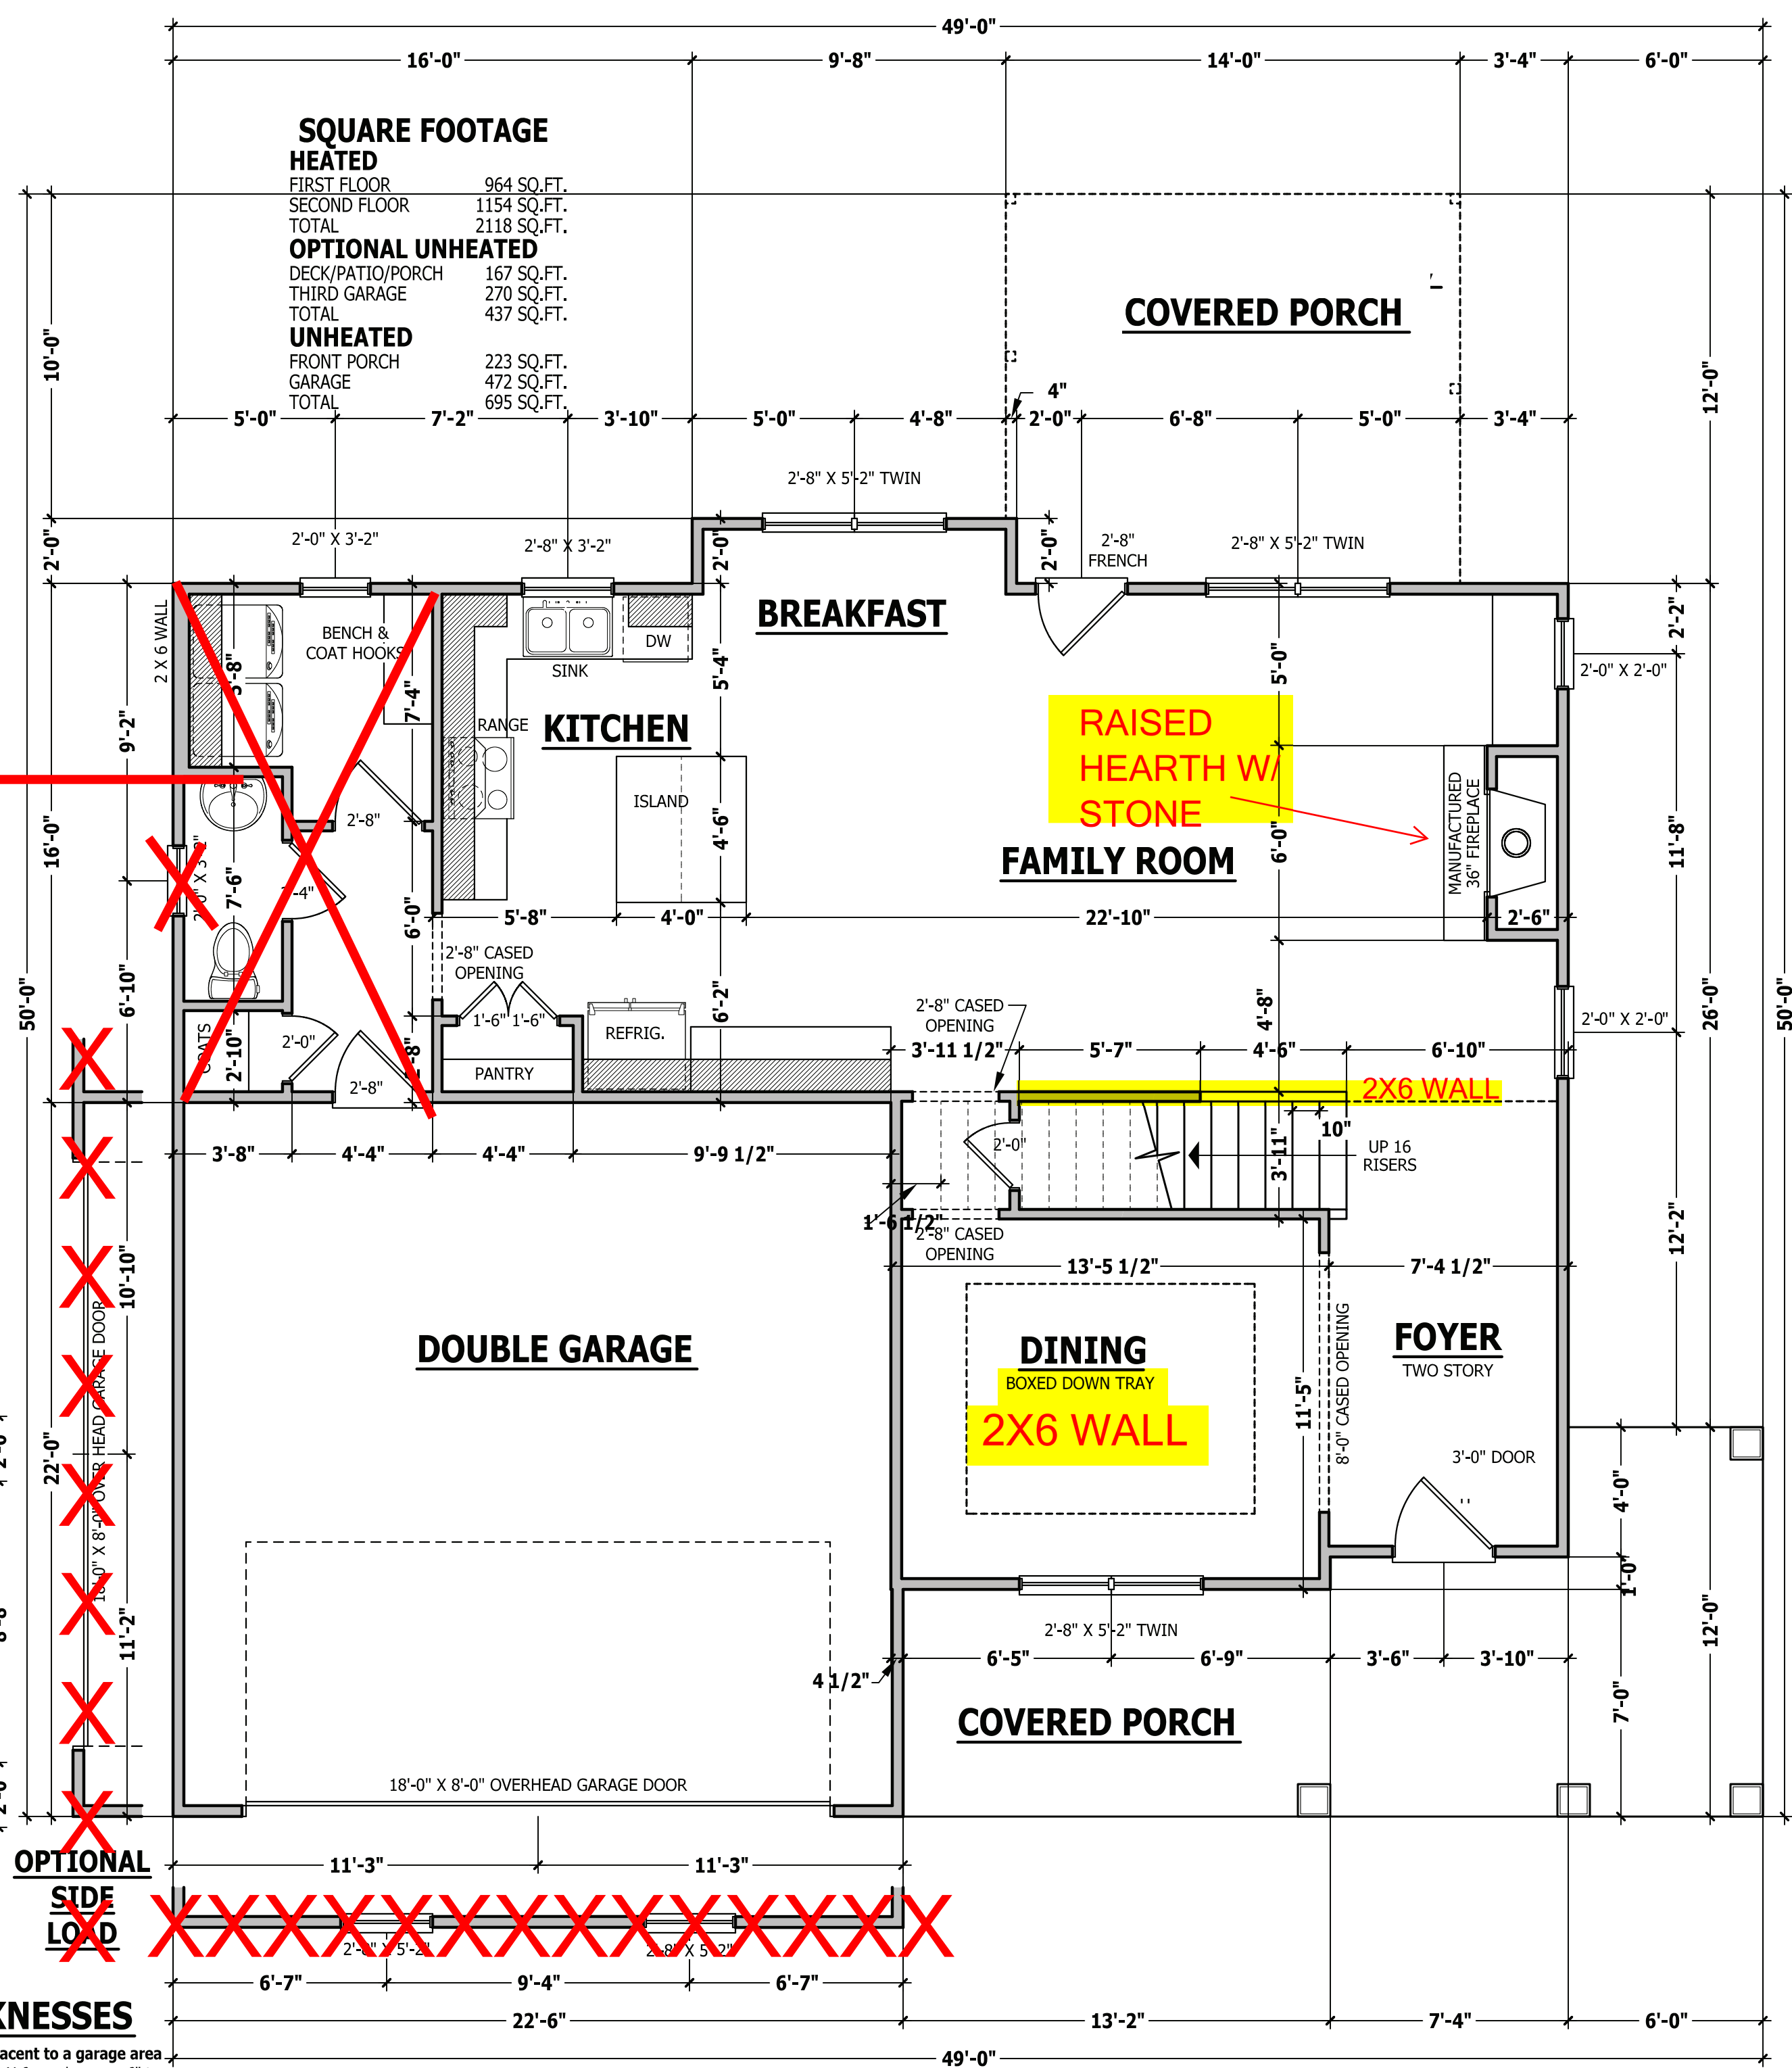 49'-0"
16'-0" 9'-8" 14'-0" 3'-4" 6'-0"
SQUARE FOOTAGE
HEATED
FIRST FLOOR 964 SQ.FT.
SECOND FLOOR 1154 SQ.FT.
TOTAL 2118 SQ.FT.
OPTIONAL UNHEATED
DECK/PATIO/PORCH 167 SQ.FT.
THIRD GARAGE 270 SQ.FT.
TOTAL 437 SQ.FT.
UNHEATED
FRONT PORCH 223 SQ.FT.
GARAGE 472 SQ.FT.
TOTAL 695 SQ.FT.
COVERED PORCH
10'-0"
12'-0"
4"
5'-0" 7'-2" 3'-10" 5'-0" 4'-8" 2'-0" 6'-8" 5'-0" 3'-4"
2'-8" X 5'-2" TWIN
2'-0" X 3'-2"
2'-8" X 3'-2"
2'-8"
FRENCH
2'-8" X 5'-2" TWIN
2'-0"
2'-0"
2'-0"
2 X 6 WALL
BENCH &
COAT HOOKS
SINK
DW
BREAKFAST
2'-2"
2'-0" X 2'-0"
7'-4"
5'-4"
5'-0"
9'-2"
RANGE
KITCHEN
RAISED
HEARTH W/
STONE
ISLAND
4'-6"
6'-0"
MANUFACTURED
36" FIREPLACE
FAMILY ROOM
16'-0"
11'-8"
2'-8"
7'-6"
6'-0"
5'-8" 4'-0" 22'-10" 2'-6"
2'-8" CASED
OPENING
6'-10"
50'-0"
6'-2"
4'-8"
26'-0"
50'-0"
1'-6" 1'-6"
REFRIG.
2'-8" CASED
OPENING
2'-0" X 2'-0"
COATS
2'-10"
2'-0"
2'-8"
PANTRY
3'-11 1/2" 5'-7" 4'-6" 6'-10"
2X6 WALL
3'-8" 4'-4" 4'-4" 9'-9 1/2"
2'-0"
3'-11"
10"
UP 16
RISERS
1'-6 1/2"
2'-8" CASED
OPENING
12'-2"
10'-10"
13'-5 1/2" 7'-4 1/2"
DOUBLE GARAGE
DINING
BOXED DOWN TRAY
2X6 WALL
11'-5"
8'-0" CASED OPENING
FOYER
TWO STORY
3'-0" DOOR
22'-0"
4'-0"
1'-0"
11'-2"
12'-0"
2'-8" X 5'-2" TWIN
6'-5" 6'-9" 3'-6" 3'-10"
4 1/2"
7'-0"
COVERED PORCH
18'-0" X 8'-0" OVERHEAD GARAGE DOOR
OPTIONAL
SIDE
LOAD
11'-3" 11'-3"
6'-7" 9'-4" 6'-7"
22'-6" 13'-2" 7'-4" 6'-0"
KNESSES
acent to a garage area
49'-0"